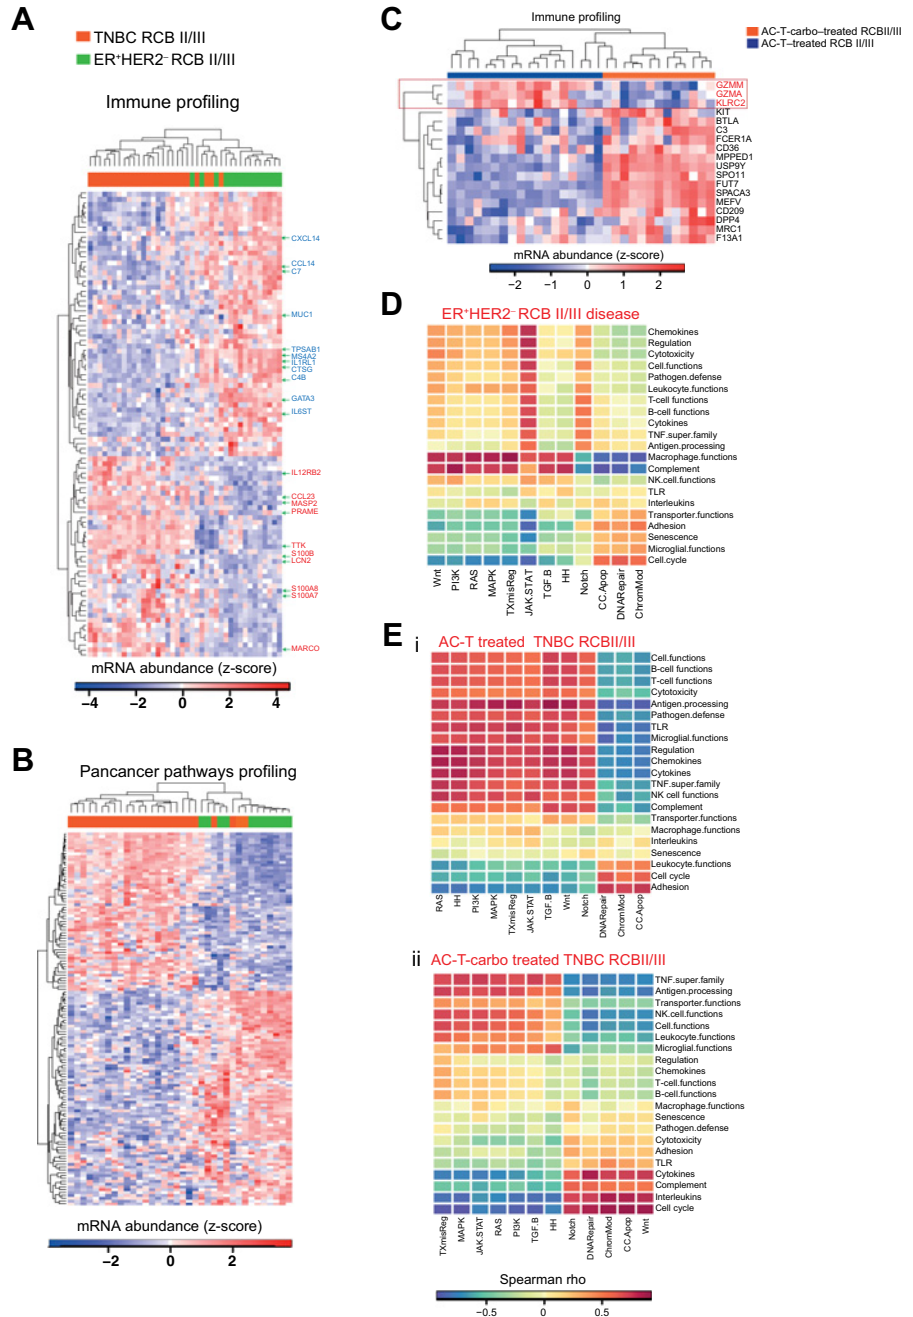 A
TNBC RCB II/III
ER⁺HER2⁻ RCB II/III
Immune profiling
CXCL14
CCL14
C7
MUC1
TPSAB1
MS4A2
IL1RL1
CTSG
C4B
GATA3
IL6ST
IL12RB2
CCL23
MASP2
PRAME
TTK
S100B
LCN2
S100A8
S100A7
MARCO
mRNA abundance (z-score)
−4 −2 0 2 4
B
Pancancer pathways profiling
mRNA abundance (z-score)
−2 0 2
C
Immune profiling
AC-T-carbo–treated RCBII/III
AC-T–treated RCB II/III
GZMM
GZMA
KLRC2
KIT
BTLA
C3
FCER1A
CD36
MPPED1
USP9Y
SPO11
FUT7
SPACA3
MEFV
CD209
DPP4
MRC1
F13A1
mRNA abundance (z-score)
−2 −1 0 1 2
D
ER⁺HER2⁻ RCB II/III disease
Chemokines
Regulation
Cytotoxicity
Cell.functions
Pathogen.defense
Leukocyte.functions
T-cell functions
B-cell functions
Cytokines
TNF.super.family
Antigen.processing
Macrophage.functions
Complement
NK.cell.functions
TLR
Interleukins
Transporter.functions
Adhesion
Senescence
Microglial.functions
Cell.cycle
Wnt PI3K RAS MAPK TXmisReg JAK.STAT TGF.B HH Notch CC.Apop DNARepair ChromMod
E
i AC-T treated TNBC RCBII/III
Cell.functions
B-cell functions
T-cell functions
Cytotoxicity
Antigen.processing
Pathogen.defense
TLR
Microglial.functions
Regulation
Chemokines
Cytokines
TNF.super.family
NK cell functions
Complement
Transporter.functions
Macrophage.functions
Interleukins
Senescence
Leukocyte.functions
Cell cycle
Adhesion
RAS HH PI3K MAPK TXmisReg JAK.STAT TGF.B Wnt Notch DNARepair ChromMod CC.Apop
ii AC-T-carbo treated TNBC RCBII/III
TNF.super.family
Antigen.processing
Transporter.functions
NK.cell.functions
Cell.functions
Leukocyte.functions
Microglial.functions
Regulation
Chemokines
T-cell.functions
B-cell.functions
Macrophage.functions
Senescence
Pathogen.defense
Cytotoxicity
Adhesion
TLR
Cytokines
Complement
Interleukins
Cell cycle
TXmisReg MAPK JAK.STAT RAS PI3K TGF.B HH Notch DNARepair ChromMod CC.Apop Wnt
Spearman rho
−0.5 0 0.5